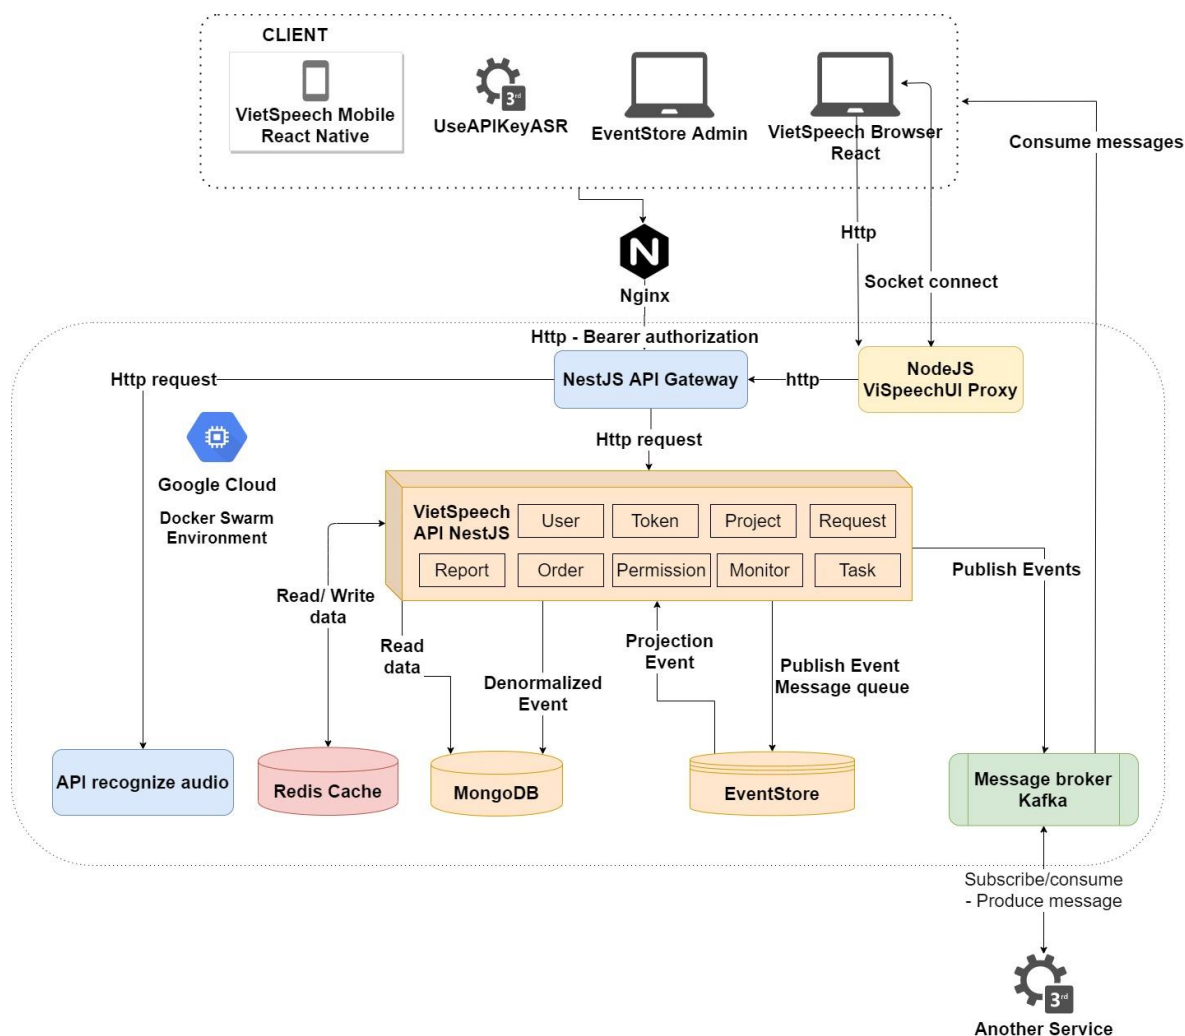 CLIENT
VietSpeech Mobile
React Native
3rd
UseAPIKeyASR
EventStore Admin
VietSpeech Browser
React
Consume messages
Http
Socket connect
N
Nginx
Http - Bearer authorization
Http request
NestJS API Gateway
http
NodeJS
ViSpeechUI Proxy
Http request
Google Cloud
Docker Swarm
Environment
VietSpeech
API NestJS
User
Token
Project
Request
Report
Order
Permission
Monitor
Task
Publish Events
Read/ Write
data
Read
data
Denormalized
Event
Projection
Event
Publish Event
Message queue
API recognize audio
Redis Cache
MongoDB
EventStore
Message broker
Kafka
Subscribe/consume
- Produce message
3rd
Another Service